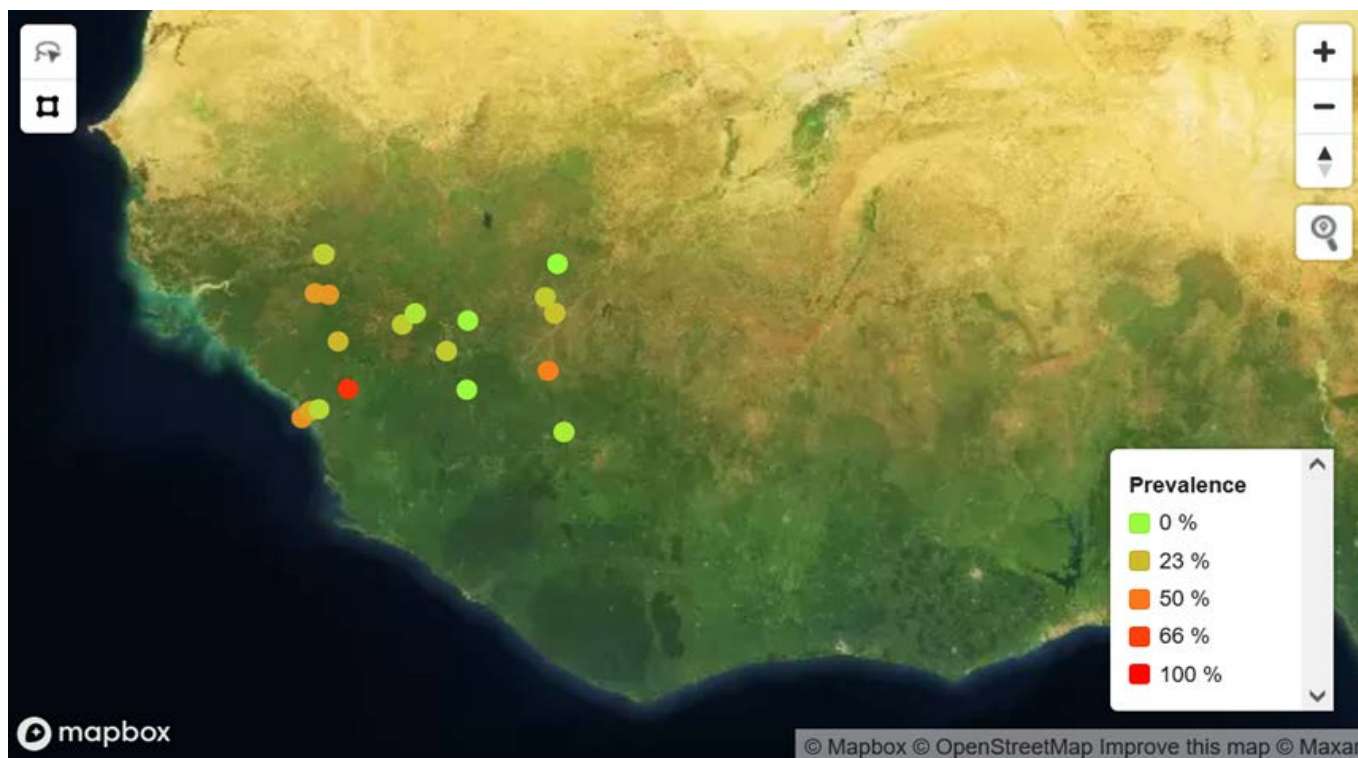 +
−
Prevalence
0 %
23 %
50 %
66 %
100 %
mapbox
© Mapbox © OpenStreetMap Improve this map © Maxar